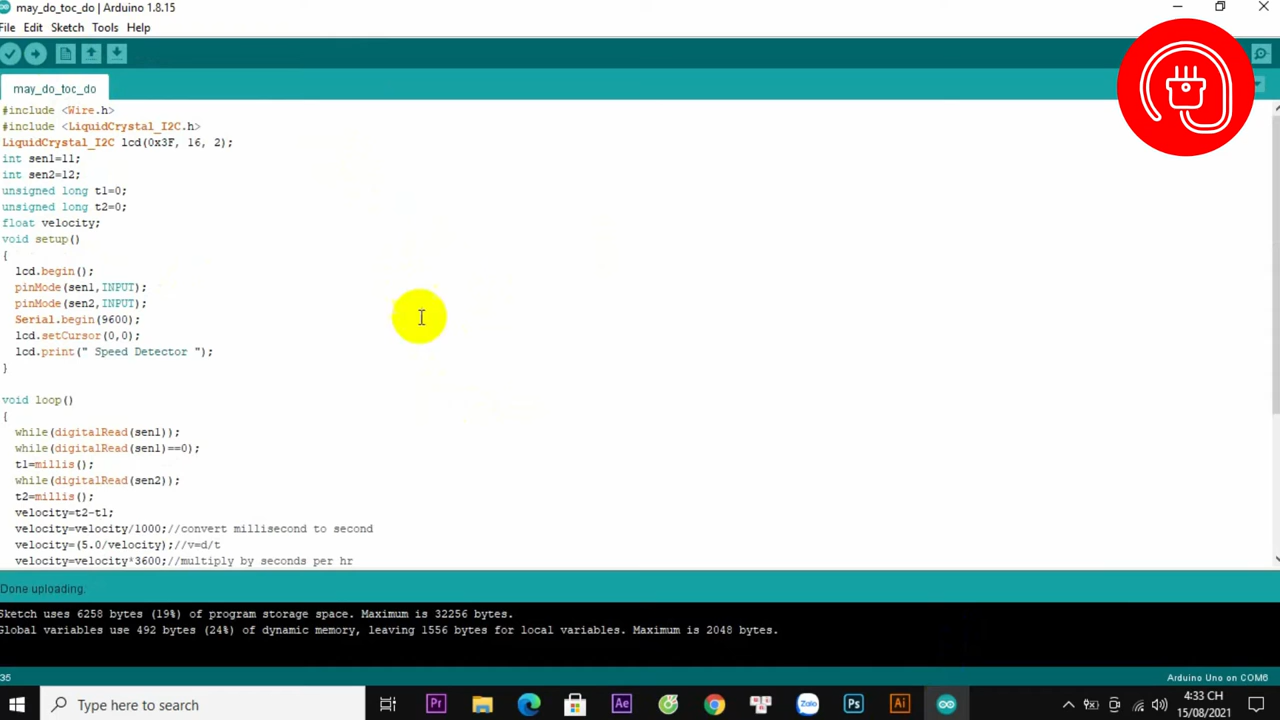 may_do_toc_do | Arduino 1.8.15
File Edit Sketch Tools Help
may_do_toc_do
#include <Wire.h>
#include <LiquidCrystal_I2C.h>
LiquidCrystal_I2C lcd(0x3F, 16, 2);
int sen1=11;
int sen2=12;
unsigned long t1=0;
unsigned long t2=0;
float velocity;
void setup()
{
lcd.begin();
pinMode(sen1,INPUT);
pinMode(sen2,INPUT);
Serial.begin(9600);
lcd.setCursor(0,0);
lcd.print(" Speed Detector ");
}
void loop()
{
while(digitalRead(sen1));
while(digitalRead(sen1)==0);
t1=millis();
while(digitalRead(sen2));
t2=millis();
velocity=t2-t1;
velocity=velocity/1000;//convert millisecond to second
velocity=(5.0/velocity);//v=d/t
velocity=velocity*3600;//multiply by seconds per hr
Done uploading.
Sketch uses 6258 bytes (19%) of program storage space. Maximum is 32256 bytes.
Global variables use 492 bytes (24%) of dynamic memory, leaving 1556 bytes for local variables. Maximum is 2048 bytes.
35
Arduino Uno on COM6
Type here to search
Pr
Ae
Zalo
Ps
Ai
4:33 CH
15/08/2021